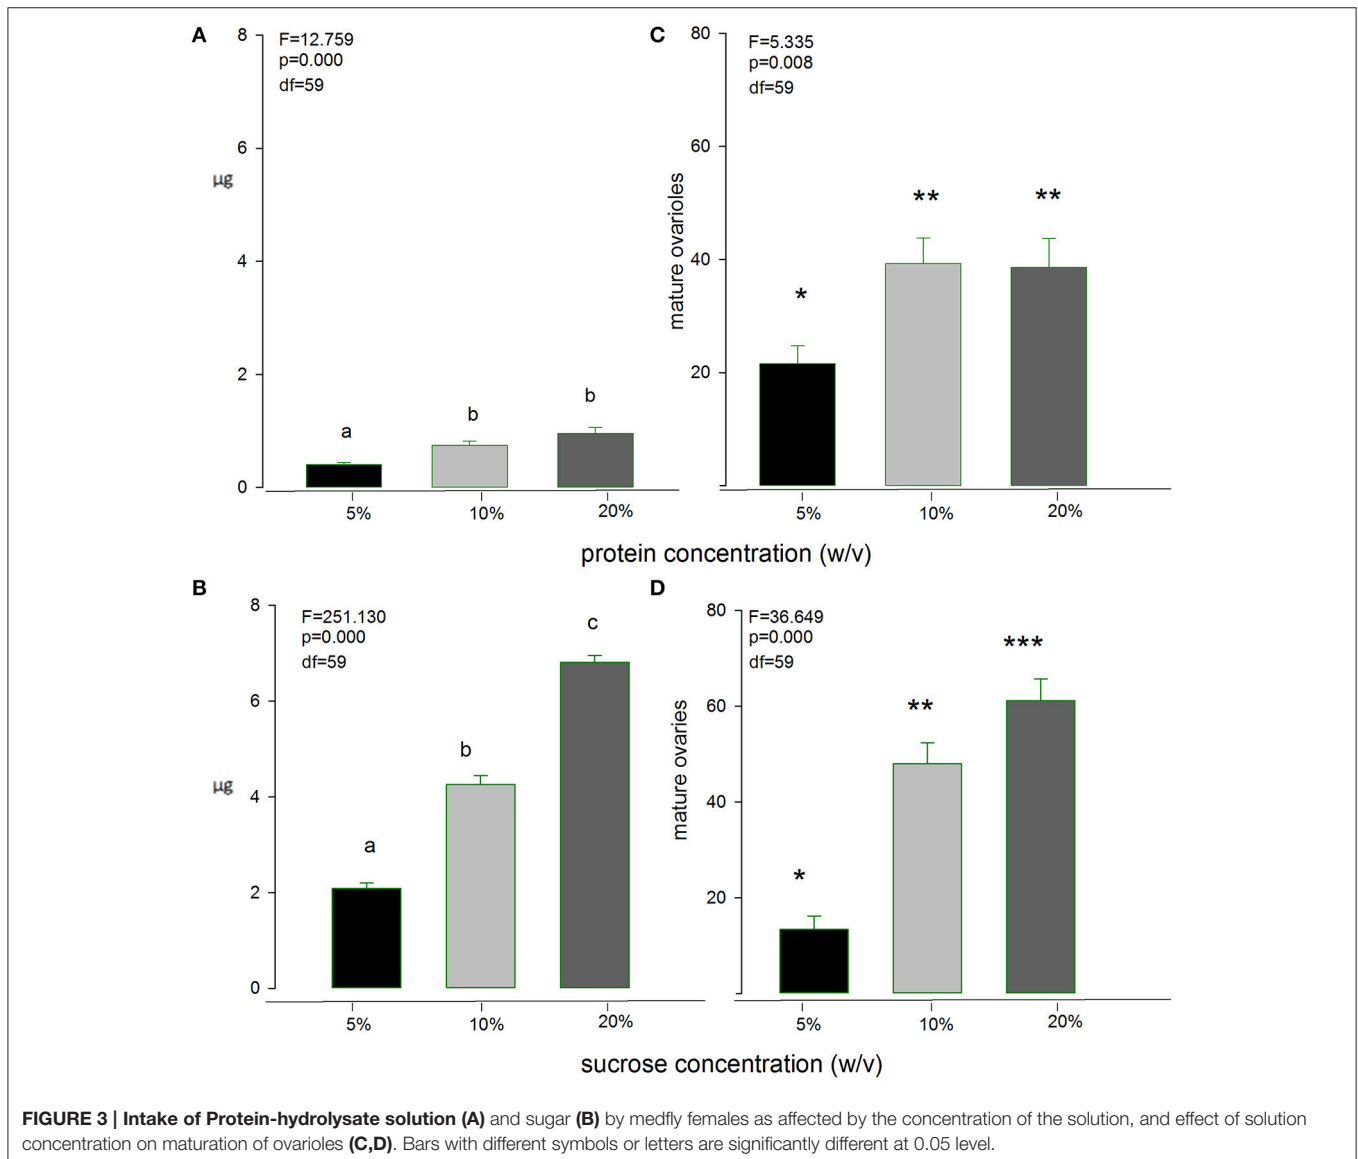 A
8
6
4
2
0
µg
F=12.759
p=0.000
df=59
a
b
b
5%
10%
20%
C
80
60
40
20
mature ovarioles
F=5.335
p=0.008
df=59
*
**
**
5%
10%
20%
protein concentration (w/v)
B
8
6
4
2
0
µg
F=251.130
p=0.000
df=59
a
b
c
5%
10%
20%
D
80
60
40
20
mature ovaries
F=36.649
p=0.000
df=59
*
**
***
5%
10%
20%
sucrose concentration (w/v)
FIGURE 3 | Intake of Protein-hydrolysate solution (A) and sugar (B) by medfly females as affected by the concentration of the solution, and effect of solution
concentration on maturation of ovarioles (C,D). Bars with different symbols or letters are significantly different at 0.05 level.